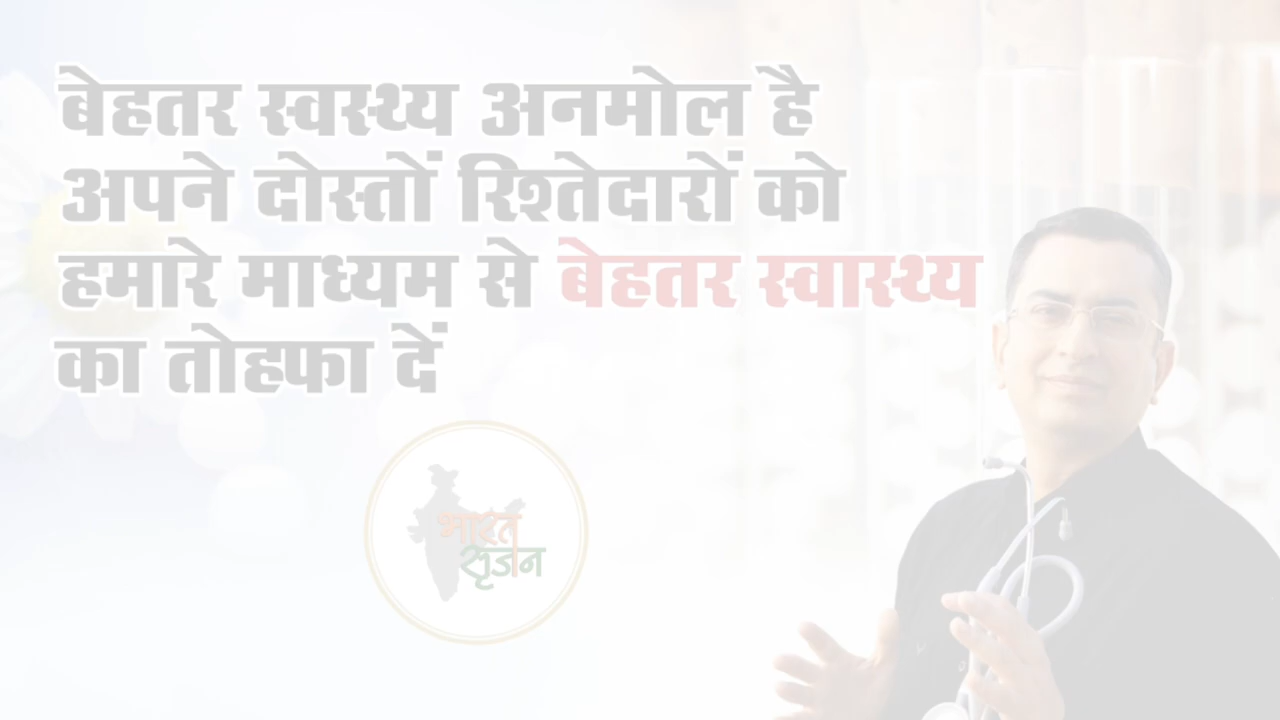 बेहतर स्वस्थ्य अनमोल है
अपने दोस्तों रिश्तेदारों को
हमारे माध्यम से बेहतर स्वास्थ्य
का तोहफा दें
भारत
सृजन